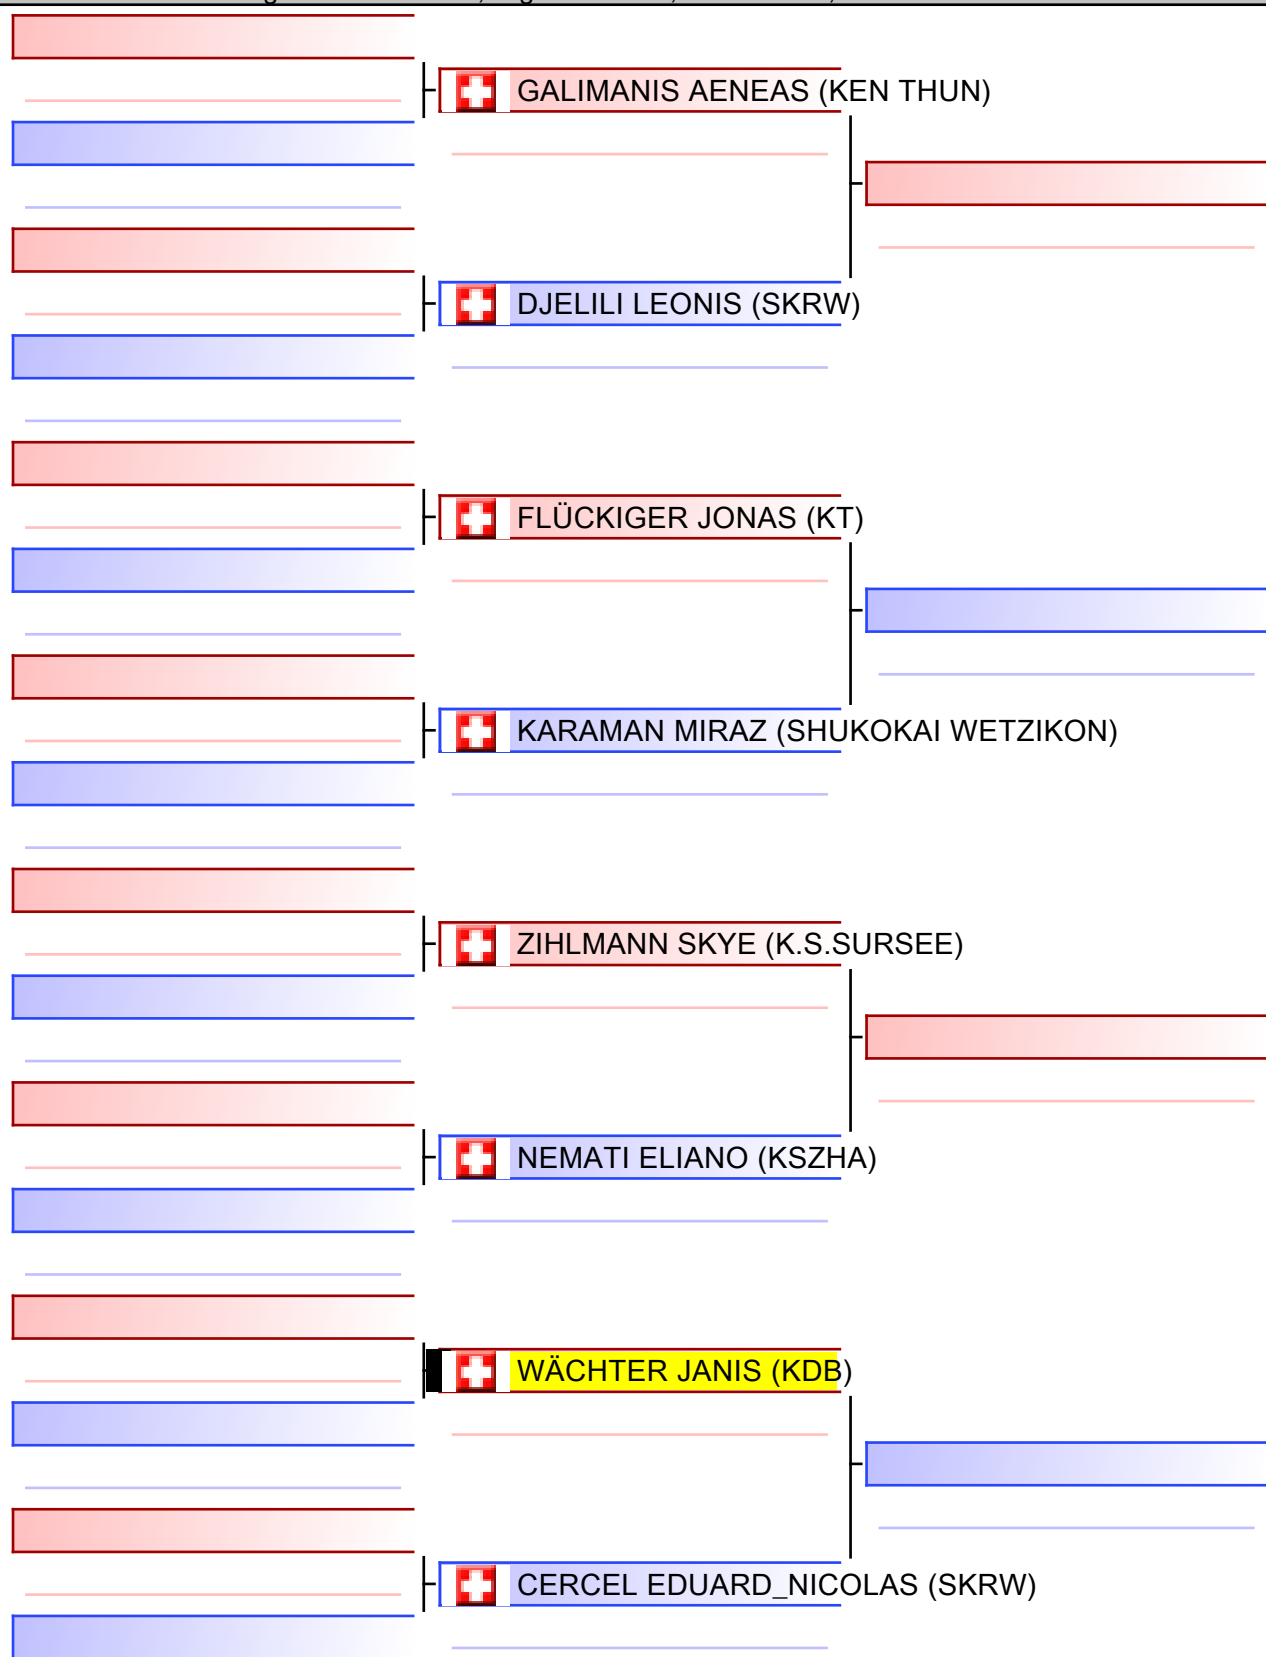 GALIMANIS AENEAS (KEN THUN)
DJELILI LEONIS (SKRW)
FLÜCKIGER JONAS (KT)
KARAMAN MIRAZ (SHUKOKAI WETZIKON)
ZIHLMANN SKYE (K.S.SURSEE)
NEMATI ELIANO (KSZHA)
WÄCHTER JANIS (KDB)
CERCEL EDUARD_NICOLAS (SKRW)